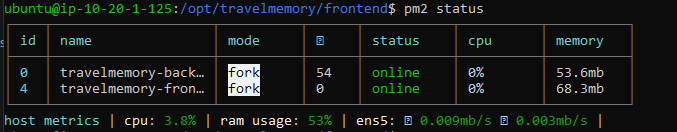 ubuntu@ip-10-20-1-125:/opt/travelmemory/frontend$ pm2 status
id name mode status cpu memory
0 travelmemory-back… fork 54 online 0% 53.6mb
4 travelmemory-fron… fork 0 online 0% 68.3mb
host metrics | cpu: 3.8% | ram usage: 53% | ens5: 0.009mb/s 0.003mb/s |